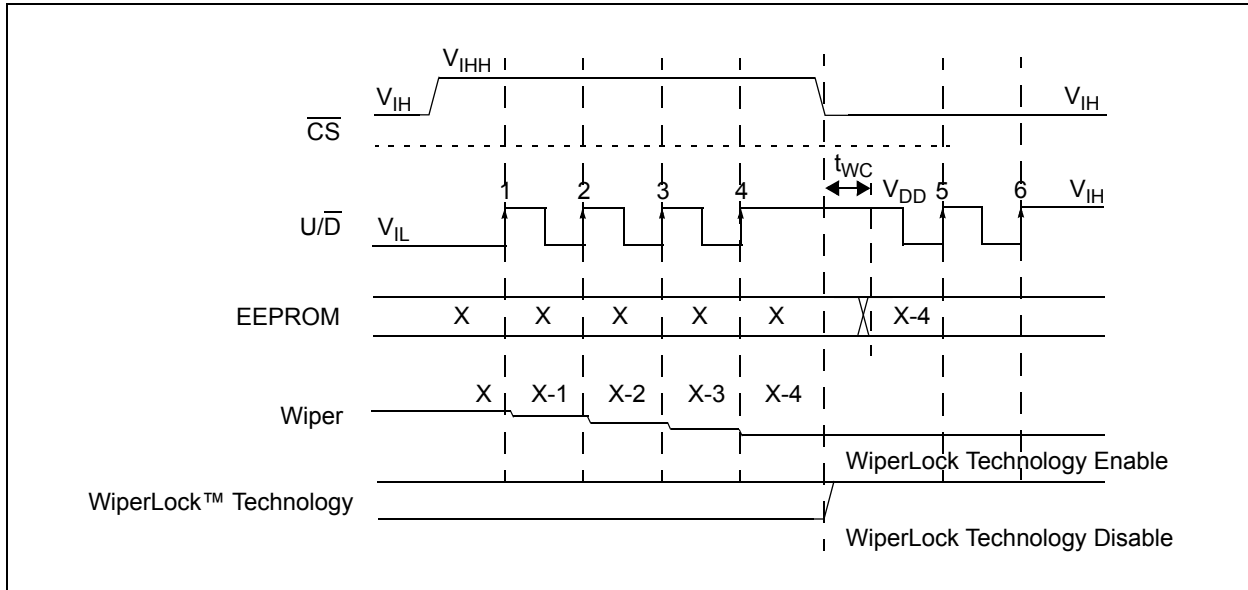 V_IHH
V_IH V_IH
CS
t_WC
1 2 3 4 V_DD 5 6 V_IH
U/D V_IL
EEPROM X X X X X X-4
X X-1 X-2 X-3 X-4
Wiper
WiperLock Technology Enable
WiperLock™ Technology
WiperLock Technology Disable